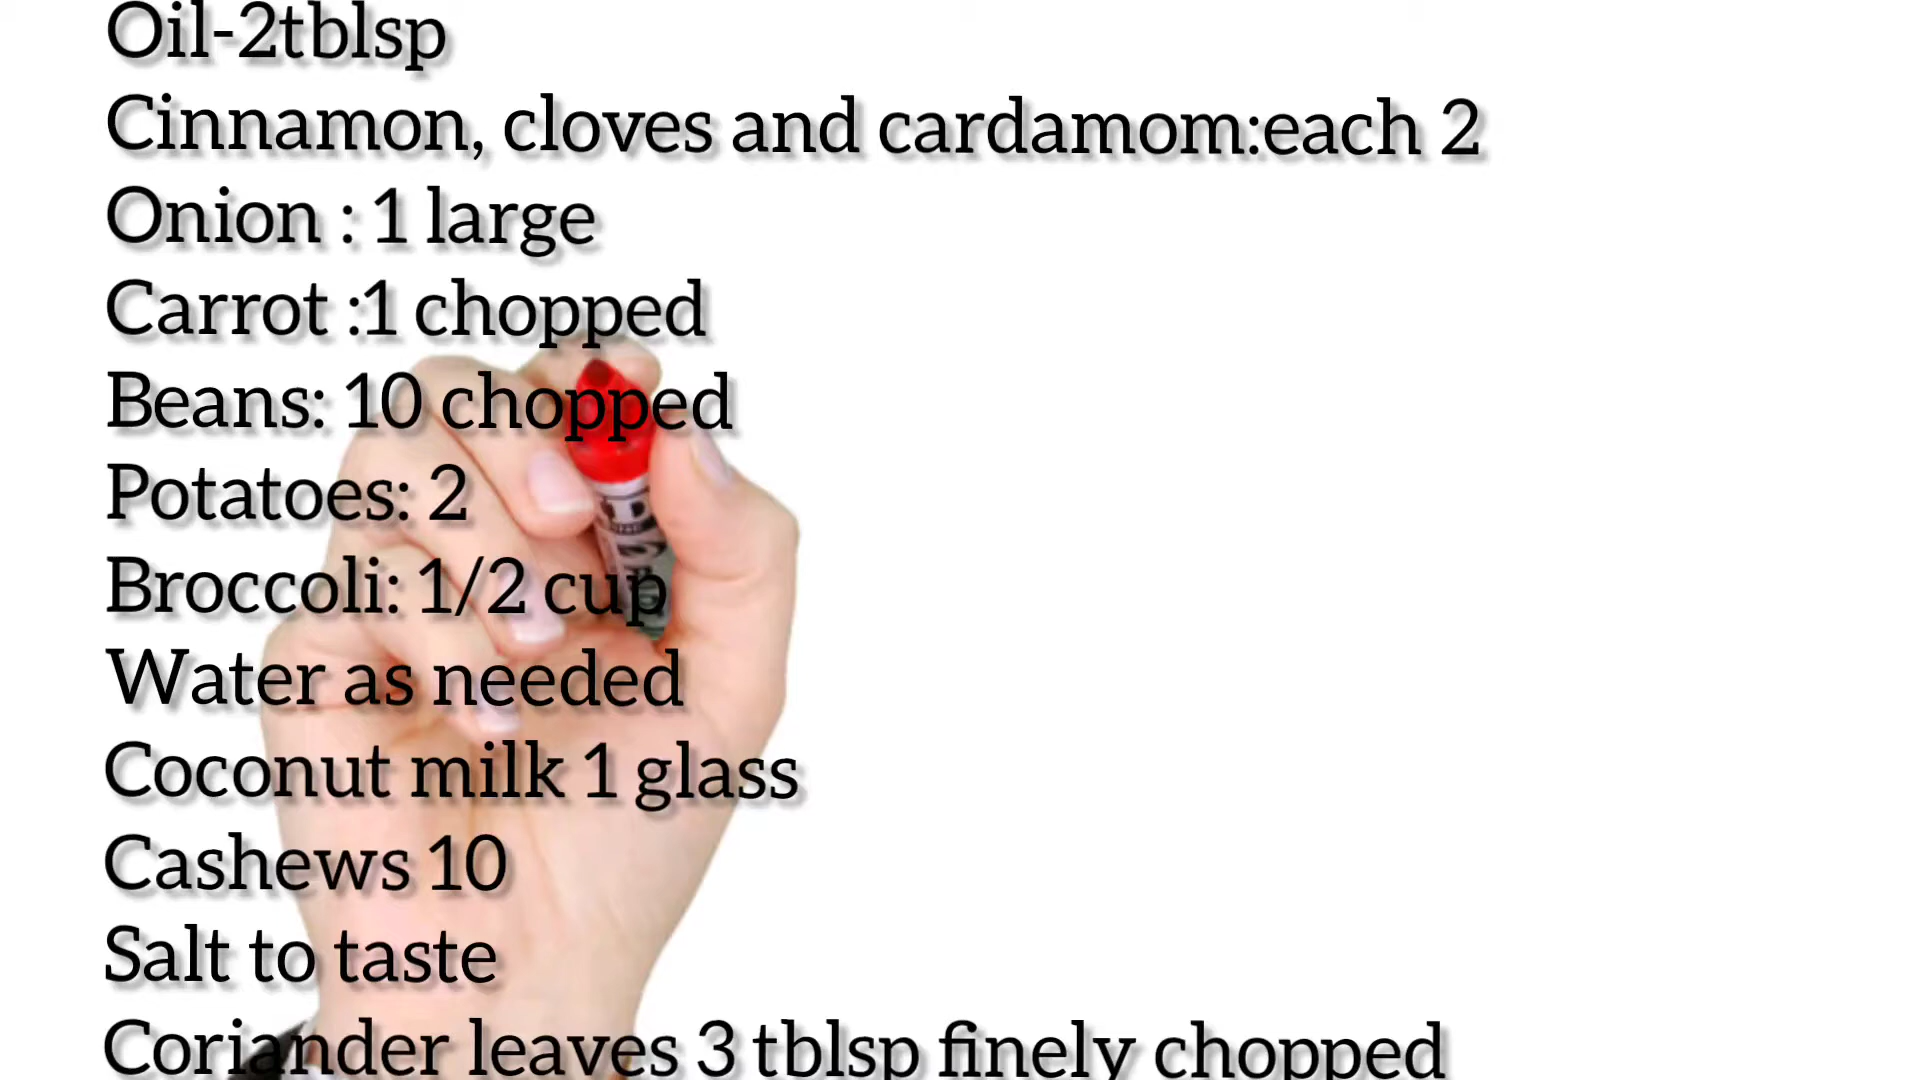 Oil-2tblsp
Cinnamon, cloves and cardamom:each 2
Onion : 1 large
Carrot :1 chopped
Beans: 10 chopped
Potatoes: 2
Broccoli: 1/2 cup
Water as needed
Coconut milk 1 glass
Cashews 10
Salt to taste
Coriander leaves 3 tblsp finely chopped